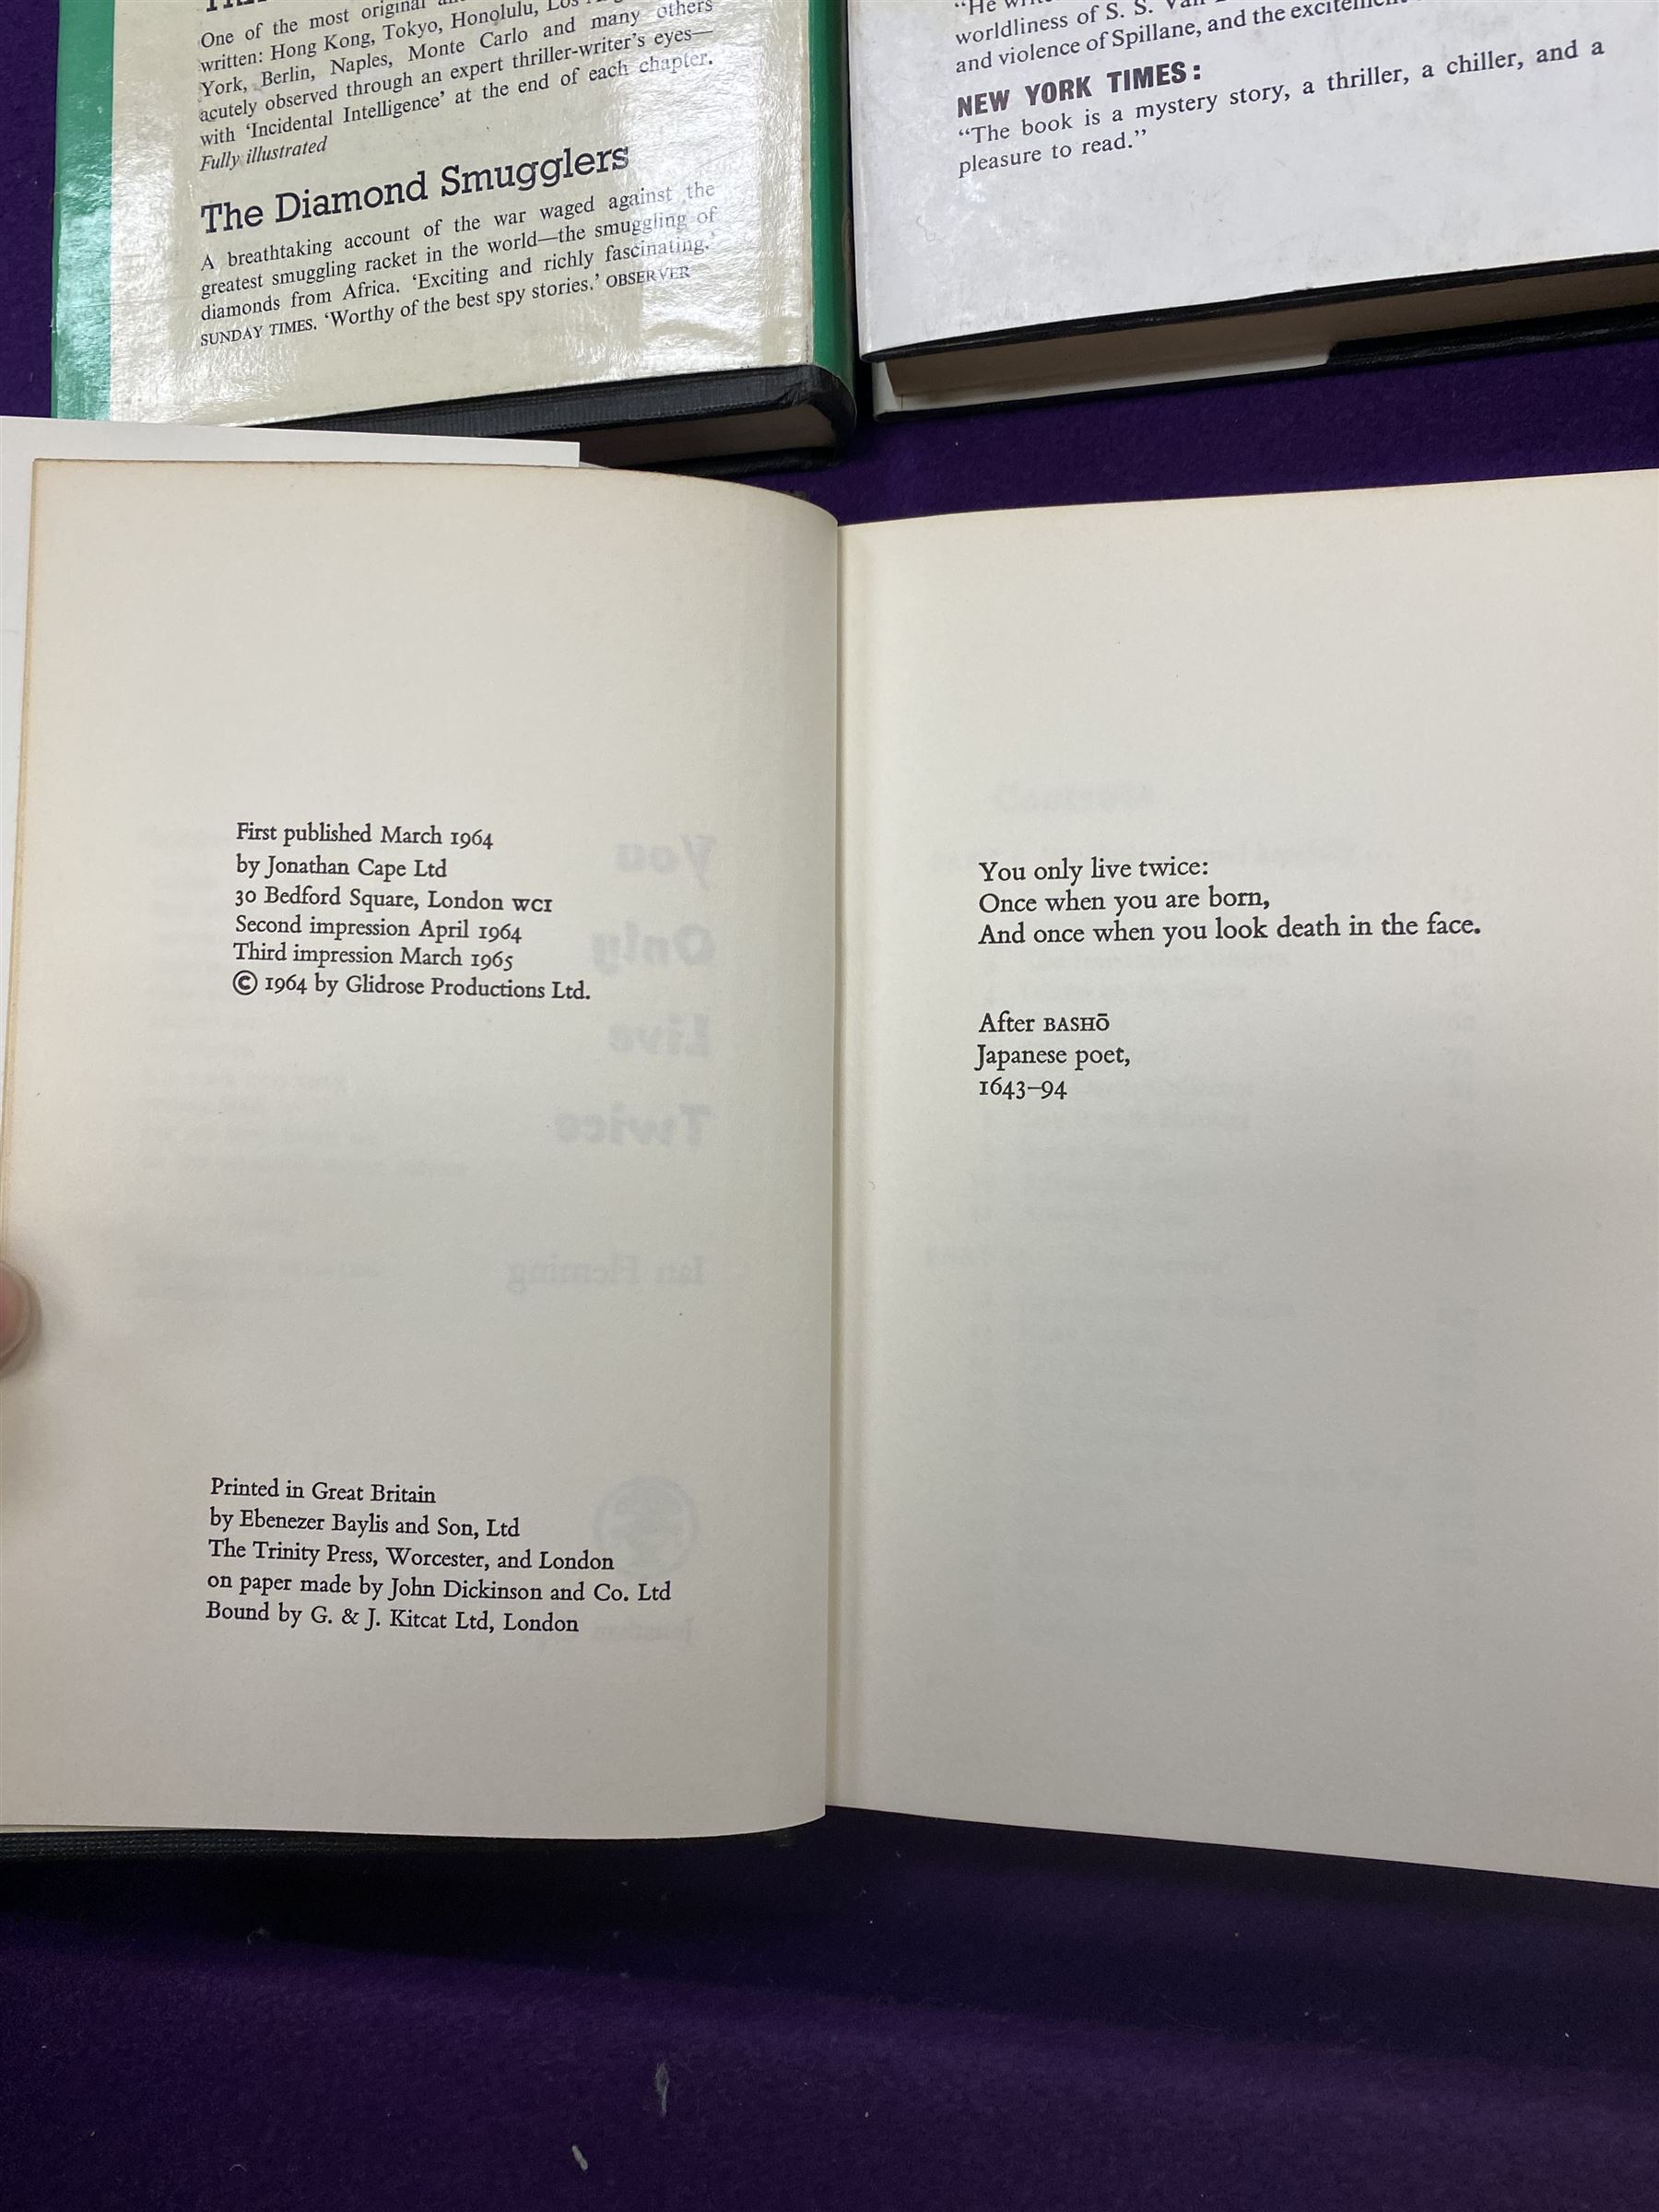 One of the most original
written: Hong Kong, Tokyo, Honolulu, Los
York, Berlin, Naples, Monte Carlo and many others
acutely observed through an expert thriller-writer's eyes—
with 'Incidental Intelligence' at the end of each chapter.
Fully illustrated
The Diamond Smugglers
A breathtaking account of the war waged against the
greatest smuggling racket in the world—the smuggling of
diamonds from Africa. 'Exciting and richly fascinating.'
SUNDAY TIMES. 'Worthy of the best spy stories.' OBSERVER
"He
worldliness of S. S. Van
and violence of Spillane, and the excitement
NEW YORK TIMES:
"The book is a mystery story, a thriller, a chiller, and a
pleasure to read."
First published March 1964
by Jonathan Cape Ltd
30 Bedford Square, London WC1
Second impression April 1964
Third impression March 1965
© 1964 by Glidrose Productions Ltd.
Printed in Great Britain
by Ebenezer Baylis and Son, Ltd
The Trinity Press, Worcester, and London
on paper made by John Dickinson and Co. Ltd
Bound by G. & J. Kitcat Ltd, London
You only live twice:
Once when you are born,
And once when you look death in the face.
After BASHŌ
Japanese poet,
1643–94